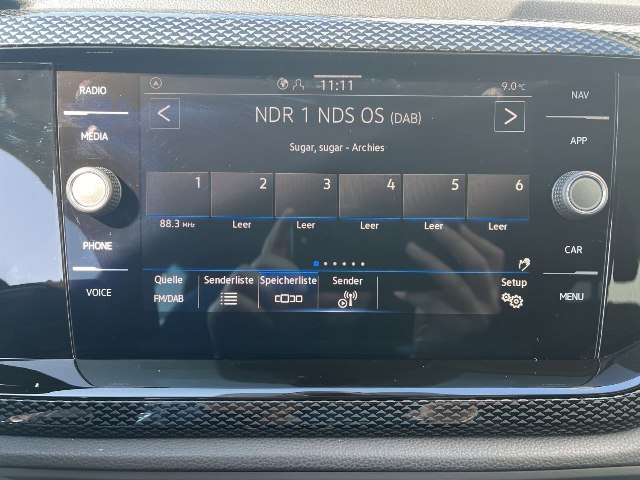 RADIO
MEDIA
PHONE
VOICE
11:11
9.0°C
NDR 1 NDS OS (DAB)
Sugar, sugar - Archies
1 2 3 4 5 6
88.3 MHz Leer Leer Leer Leer Leer
Quelle Senderliste Speicherliste Sender Setup
FM/DAB
NAV
APP
CAR
MENU